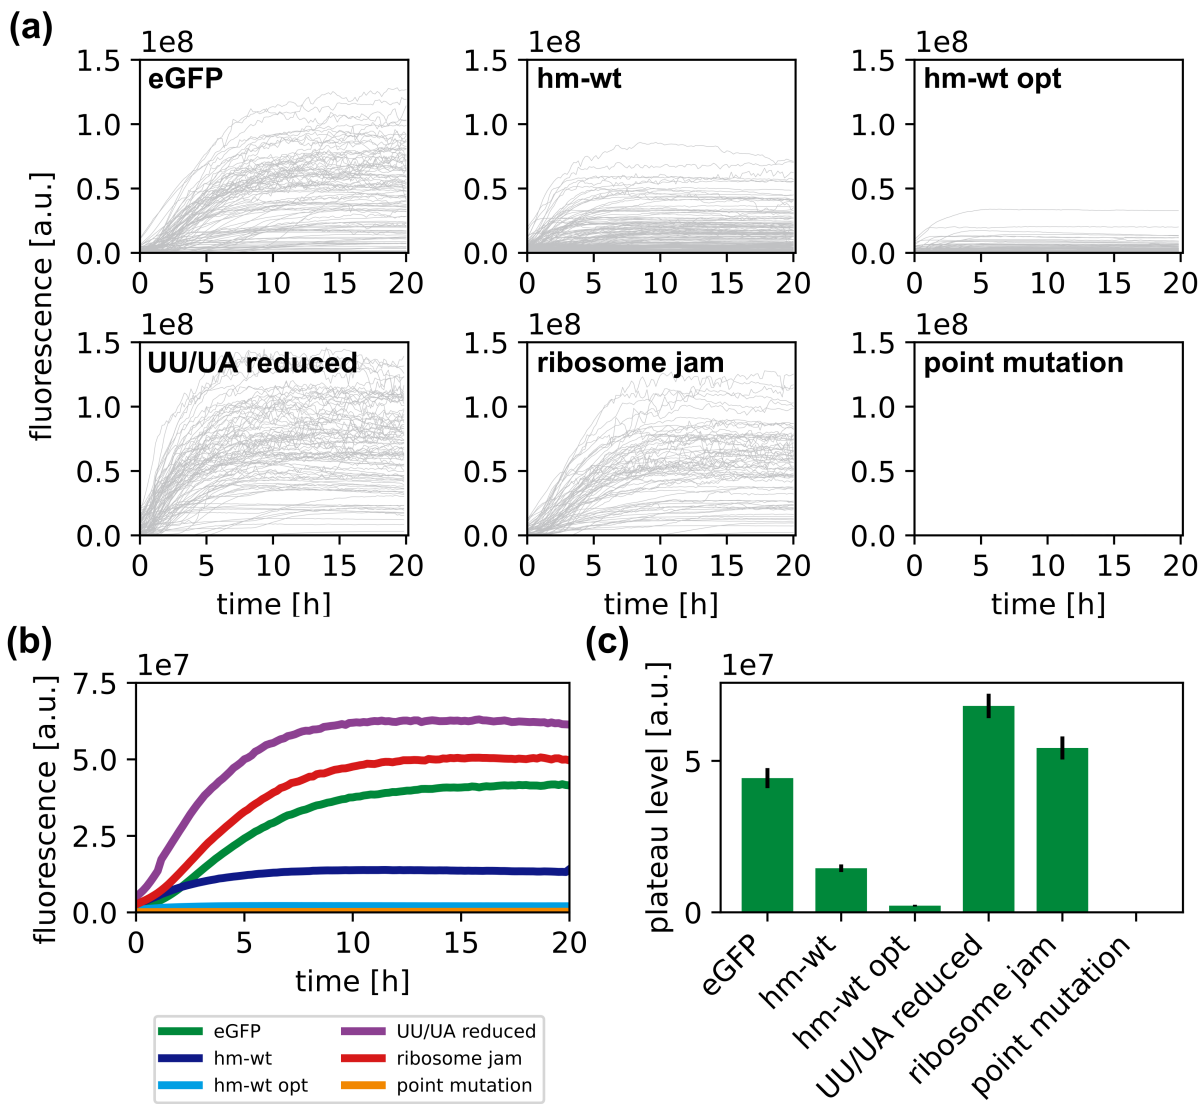 (a)
1e8
1e8
1e8
eGFP
hm-wt
hm-wt opt
1.5
1.0
0.5
0.0
1.5
1.0
0.5
0.0
1.5
1.0
0.5
0.0
0 5 10 15 20
0 5 10 15 20
0 5 10 15 20
fluorescence [a.u.]
1e8
1e8
1e8
UU/UA reduced
ribosome jam
point mutation
1.5
1.0
0.5
0.0
1.5
1.0
0.5
0.0
1.5
1.0
0.5
0.0
0 5 10 15 20
0 5 10 15 20
0 5 10 15 20
time [h]
time [h]
time [h]
(b)
1e7
7.5
5.0
2.5
0.0
fluorescence [a.u.]
0 5 10 15 20
time [h]
eGFP
hm-wt
hm-wt opt
UU/UA reduced
ribosome jam
point mutation
(c)
1e7
5
0
plateau level [a.u.]
eGFP
hm-wt
hm-wt opt
UU/UA reduced
ribosome jam
point mutation